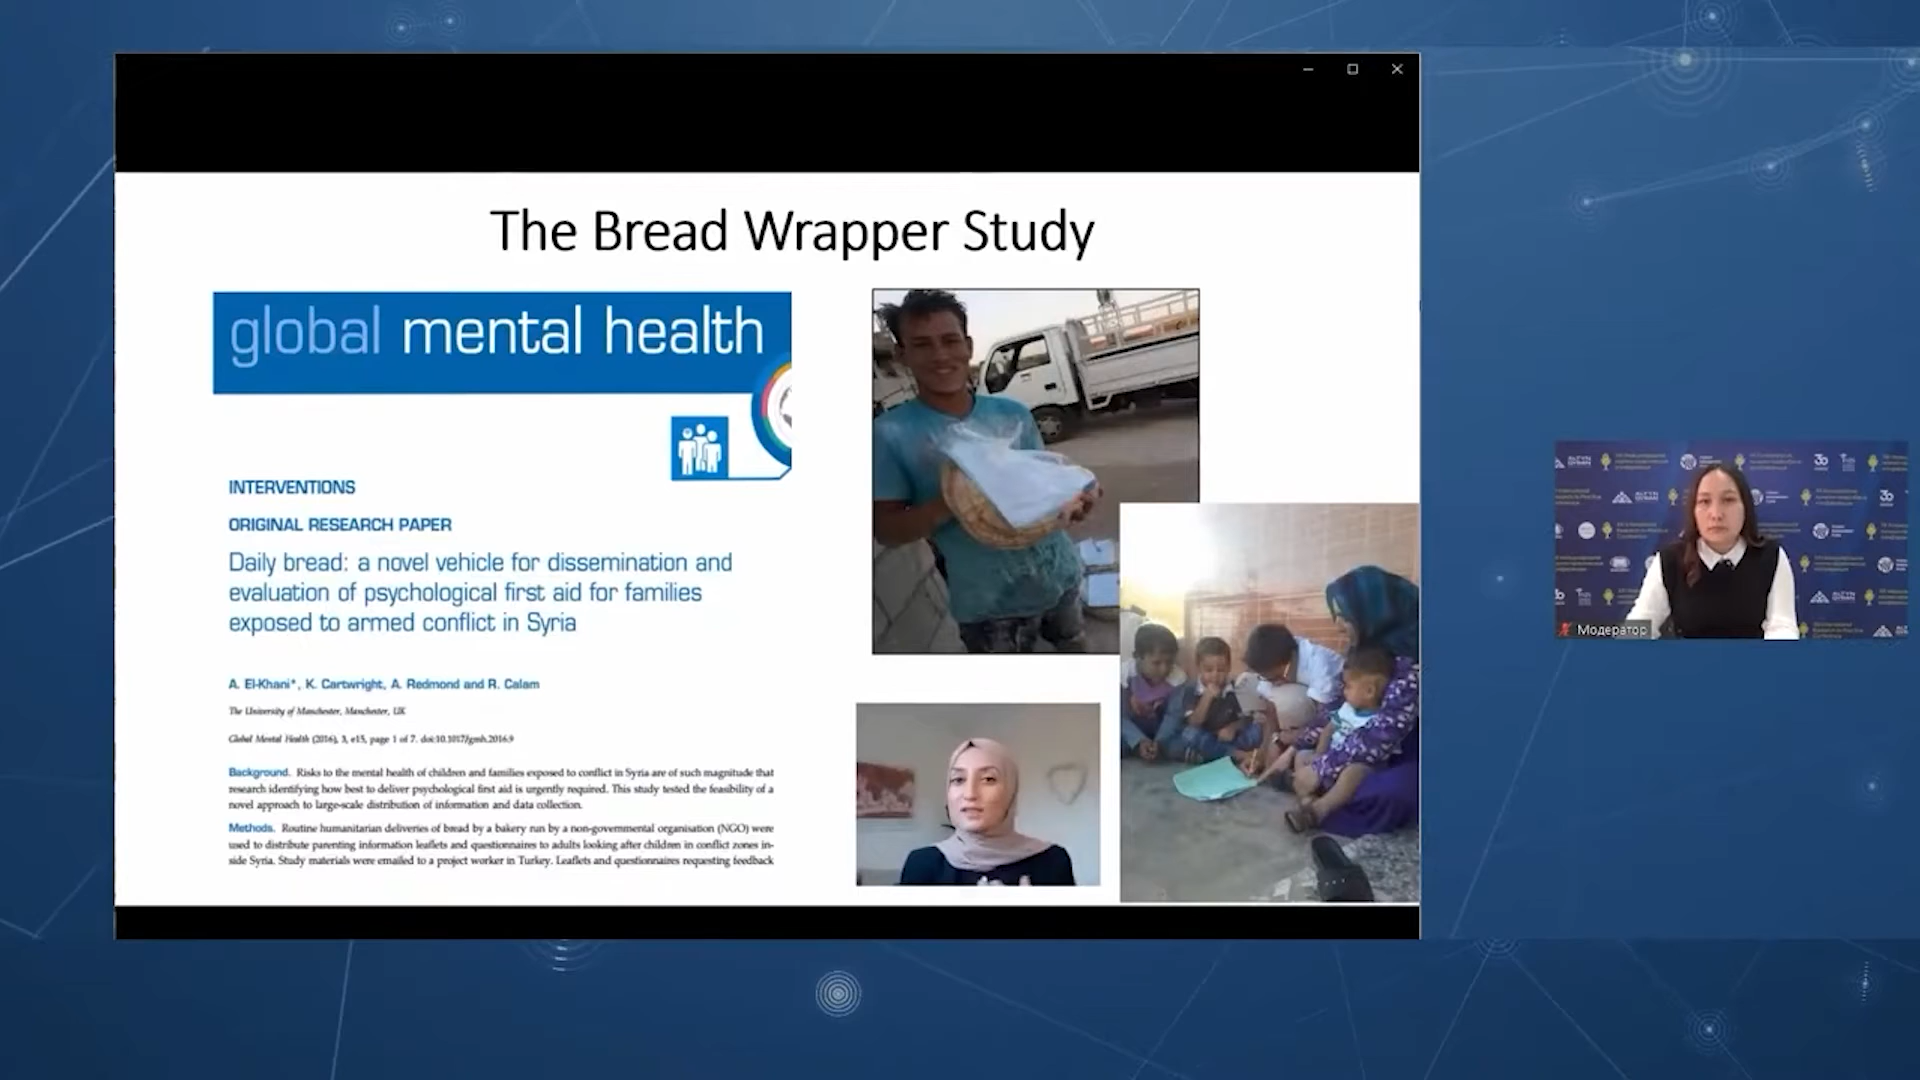 The Bread Wrapper Study
global mental health
INTERVENTIONS
ORIGINAL RESEARCH PAPER
Daily bread: a novel vehicle for dissemination and
evaluation of psychological first aid for families
exposed to armed conflict in Syria
A. El-Khani*, K. Cartwright, A. Redmond and R. Calam
The University of Manchester, Manchester, UK
Global Mental Health (2016), 3, e15, page 1 of 7. doi:10.1017/gmh.2016.9
Background. Risks to the mental health of children and families exposed to conflict in Syria are of such magnitude that
research identifying how best to deliver psychological first aid is urgently required. This study tested the feasibility of a
novel approach to large-scale distribution of information and data collection.
Methods. Routine humanitarian deliveries of bread by a bakery run by a non-governmental organisation (NGO) were
used to distribute parenting information leaflets and questionnaires to adults looking after children in conflict zones in-
side Syria. Study materials were emailed to a project worker in Turkey. Leaflets and questionnaires requesting feedback
Модератор